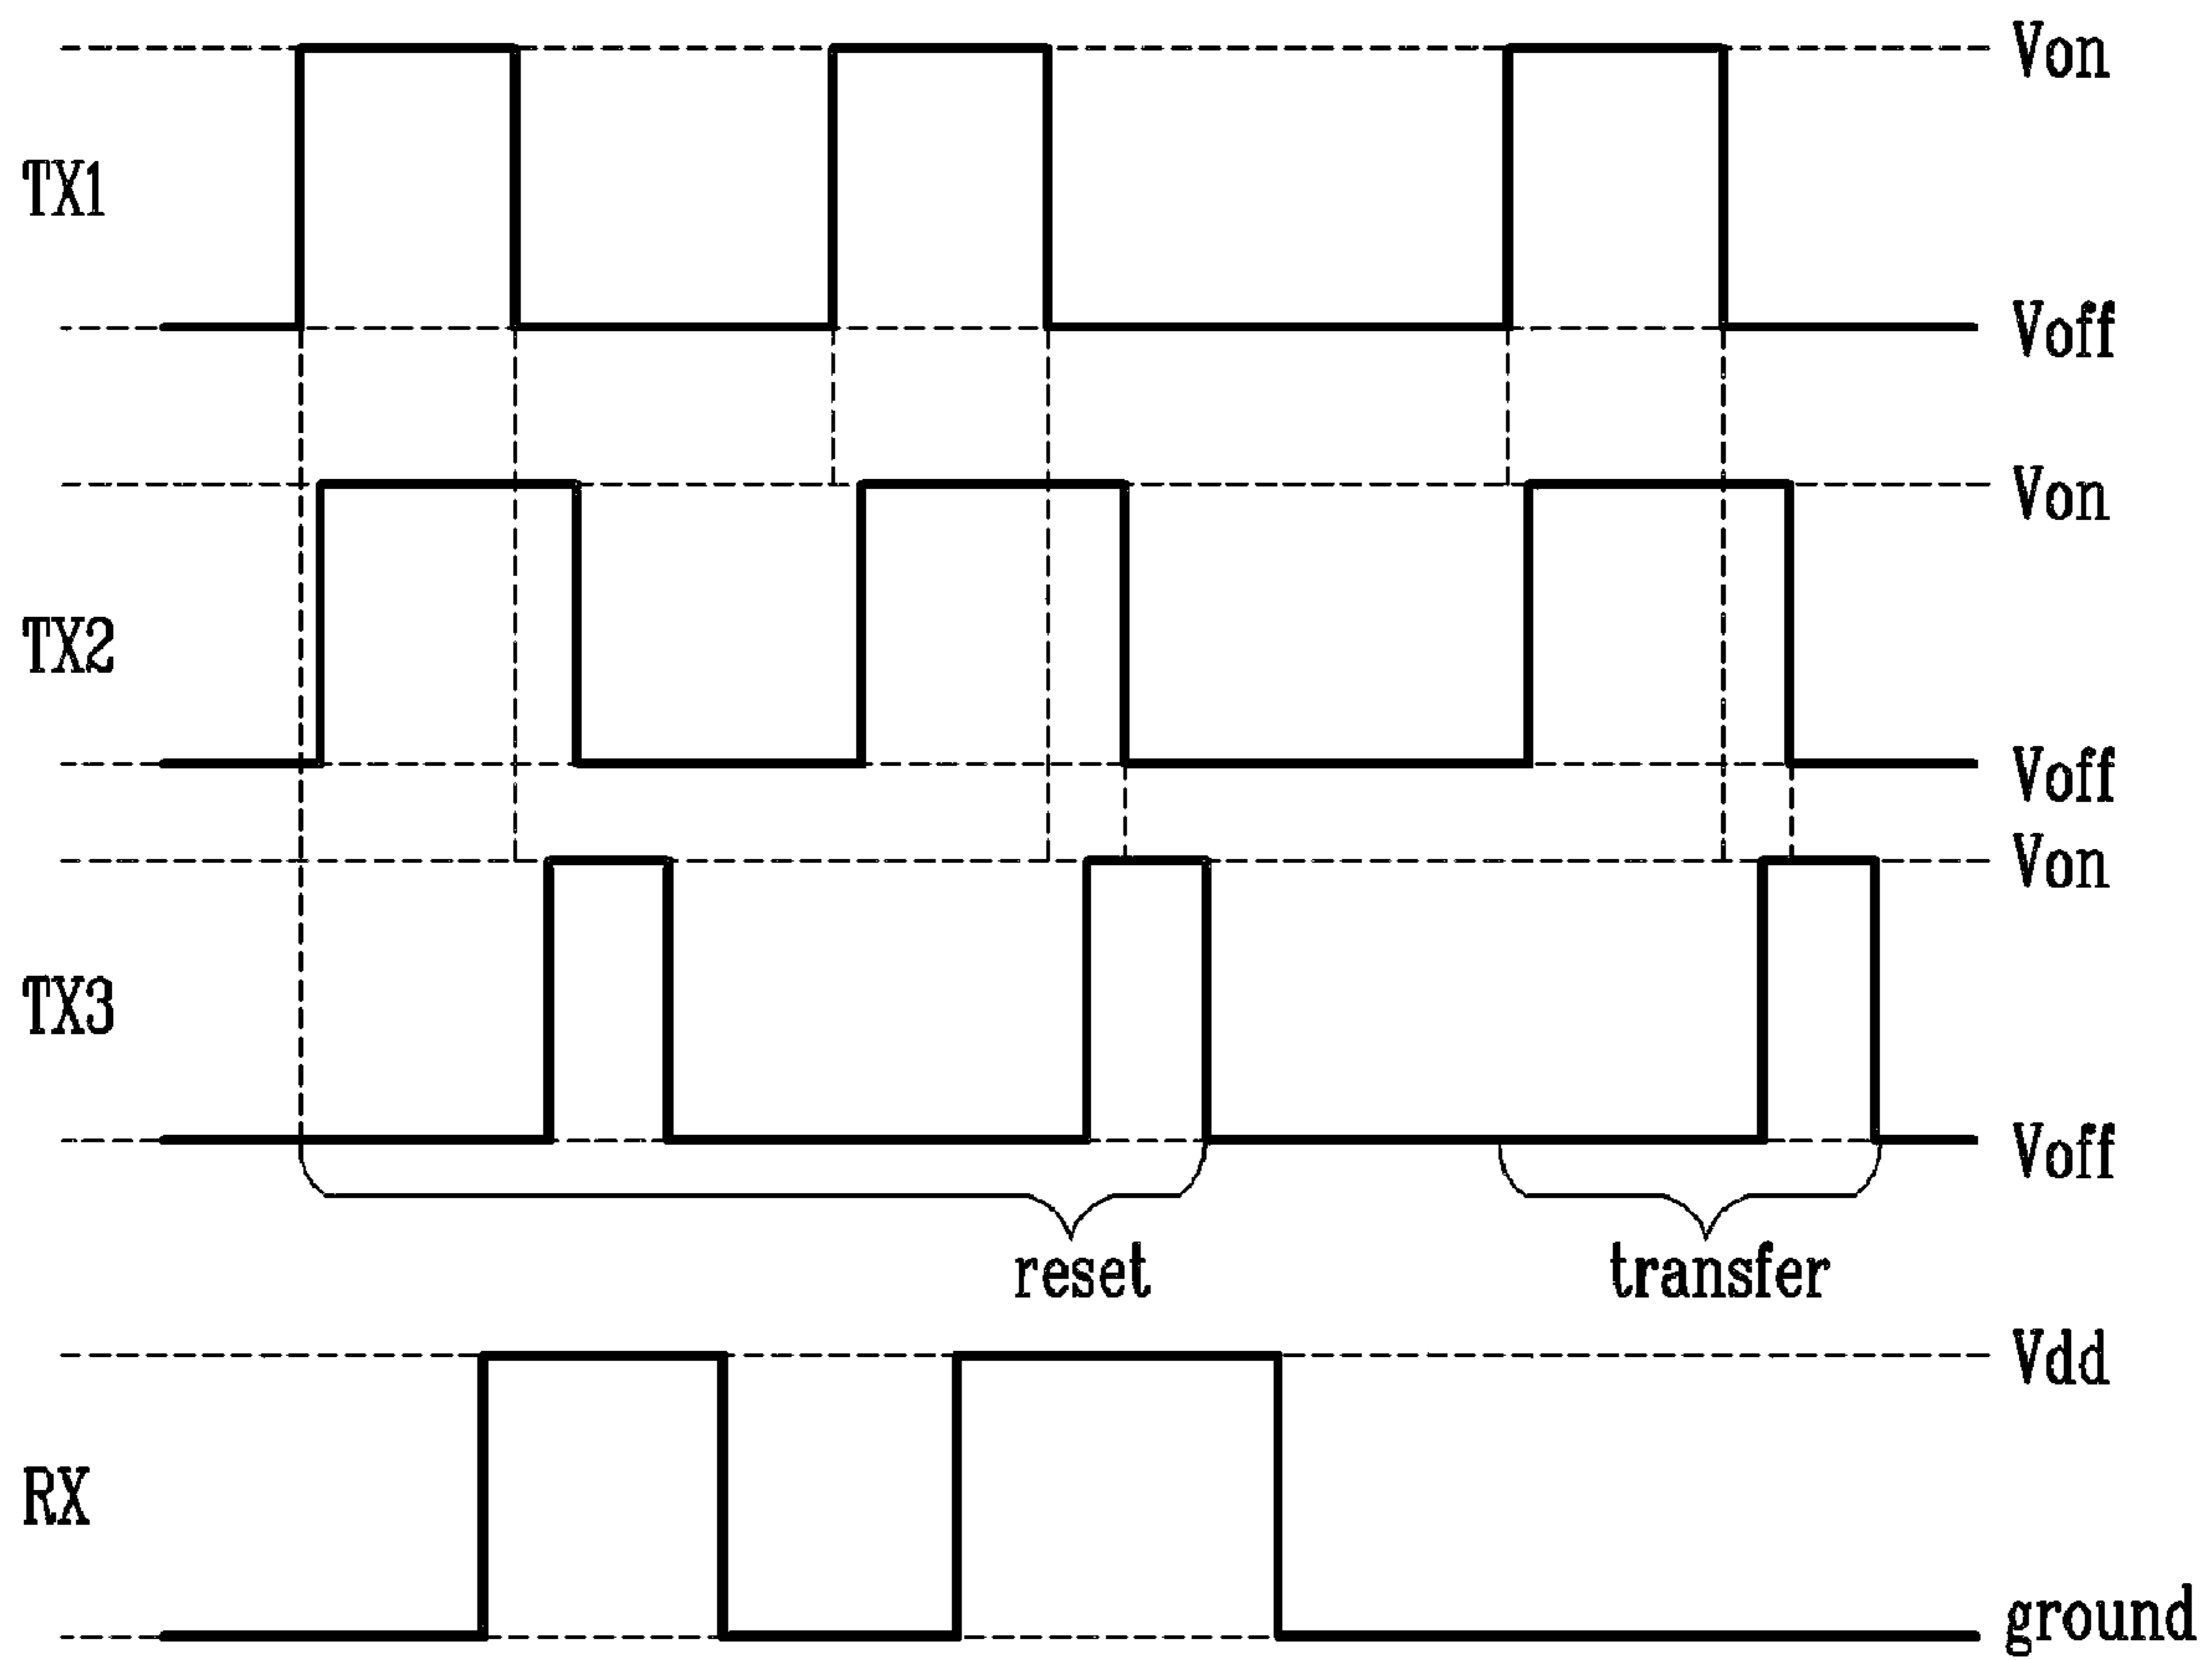 Von
TX1
Voff
Von
TX2
Voff
Von
TX3
Voff
reset transfer
Vdd
RX
ground